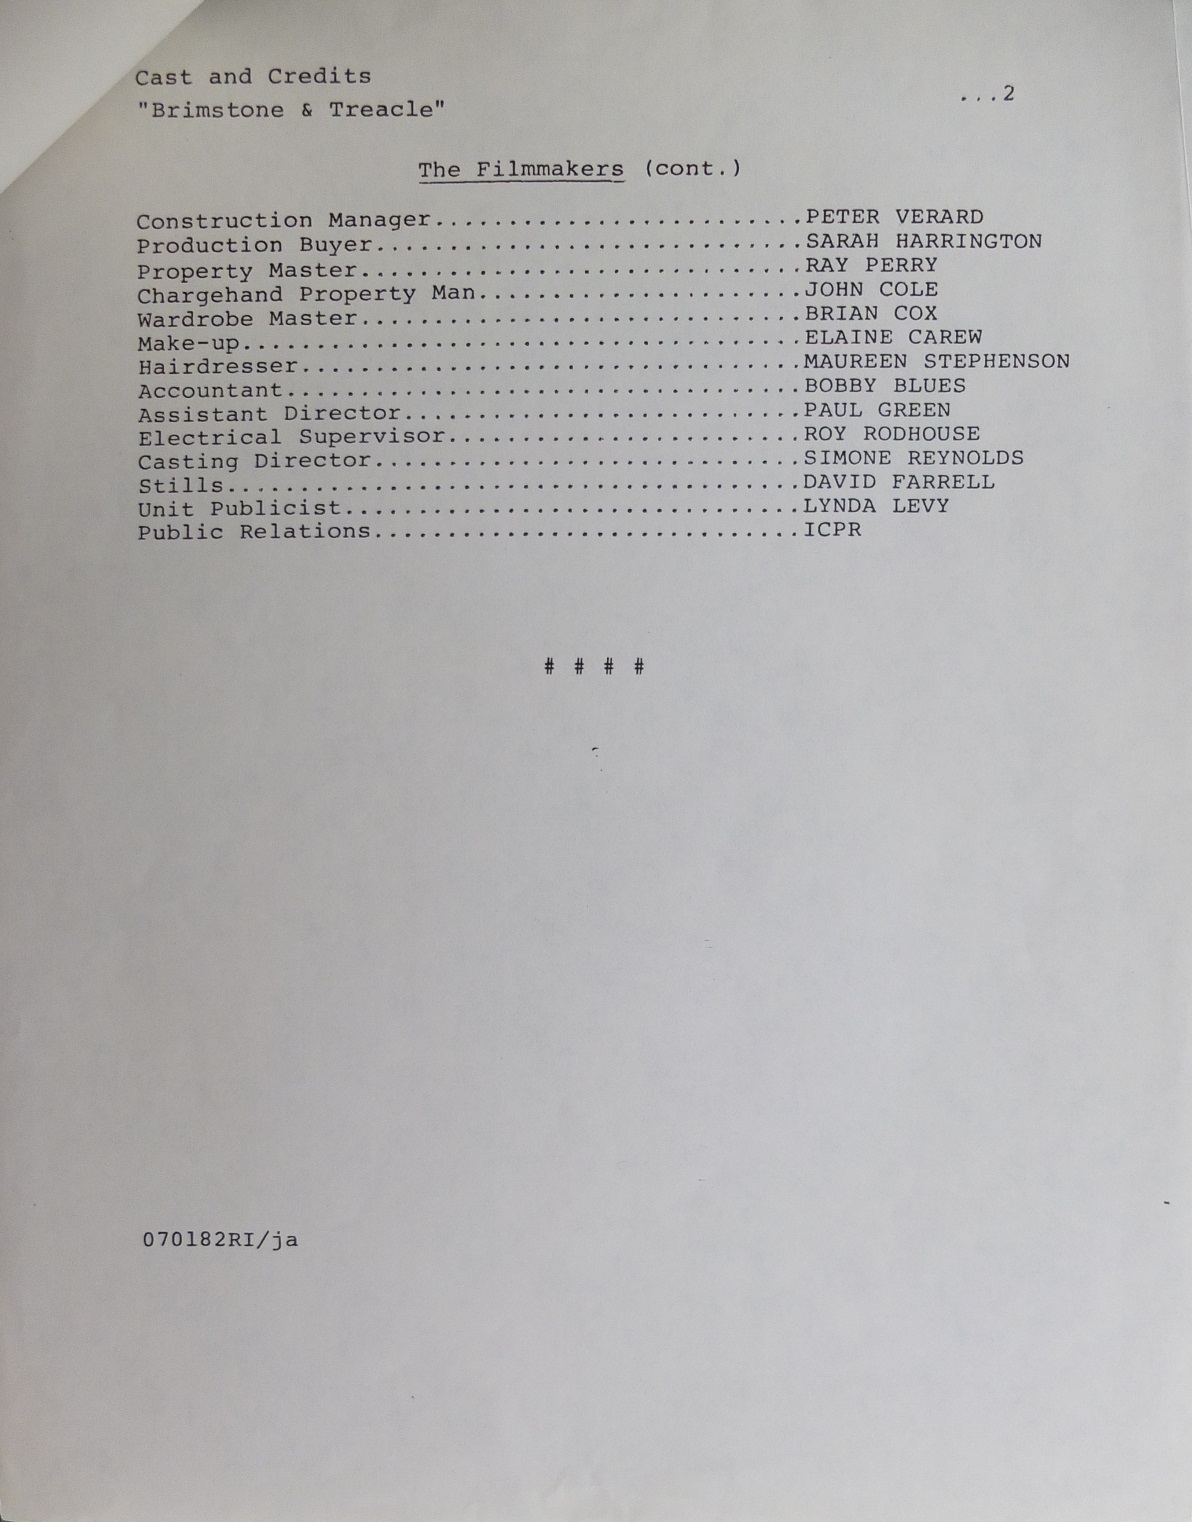 Cast and Credits
"Brimstone & Treacle"
...2
The Filmmakers (cont.)
Construction Manager.........................PETER VERARD
Production Buyer.............................SARAH HARRINGTON
Property Master..............................RAY PERRY
Chargehand Property Man......................JOHN COLE
Wardrobe Master..............................BRIAN COX
Make-up......................................ELAINE CAREW
Hairdresser..................................MAUREEN STEPHENSON
Accountant...................................BOBBY BLUES
Assistant Director...........................PAUL GREEN
Electrical Supervisor........................ROY RODHOUSE
Casting Director.............................SIMONE REYNOLDS
Stills.......................................DAVID FARRELL
Unit Publicist...............................LYNDA LEVY
Public Relations.............................ICPR
# # # #
070182RI/ja